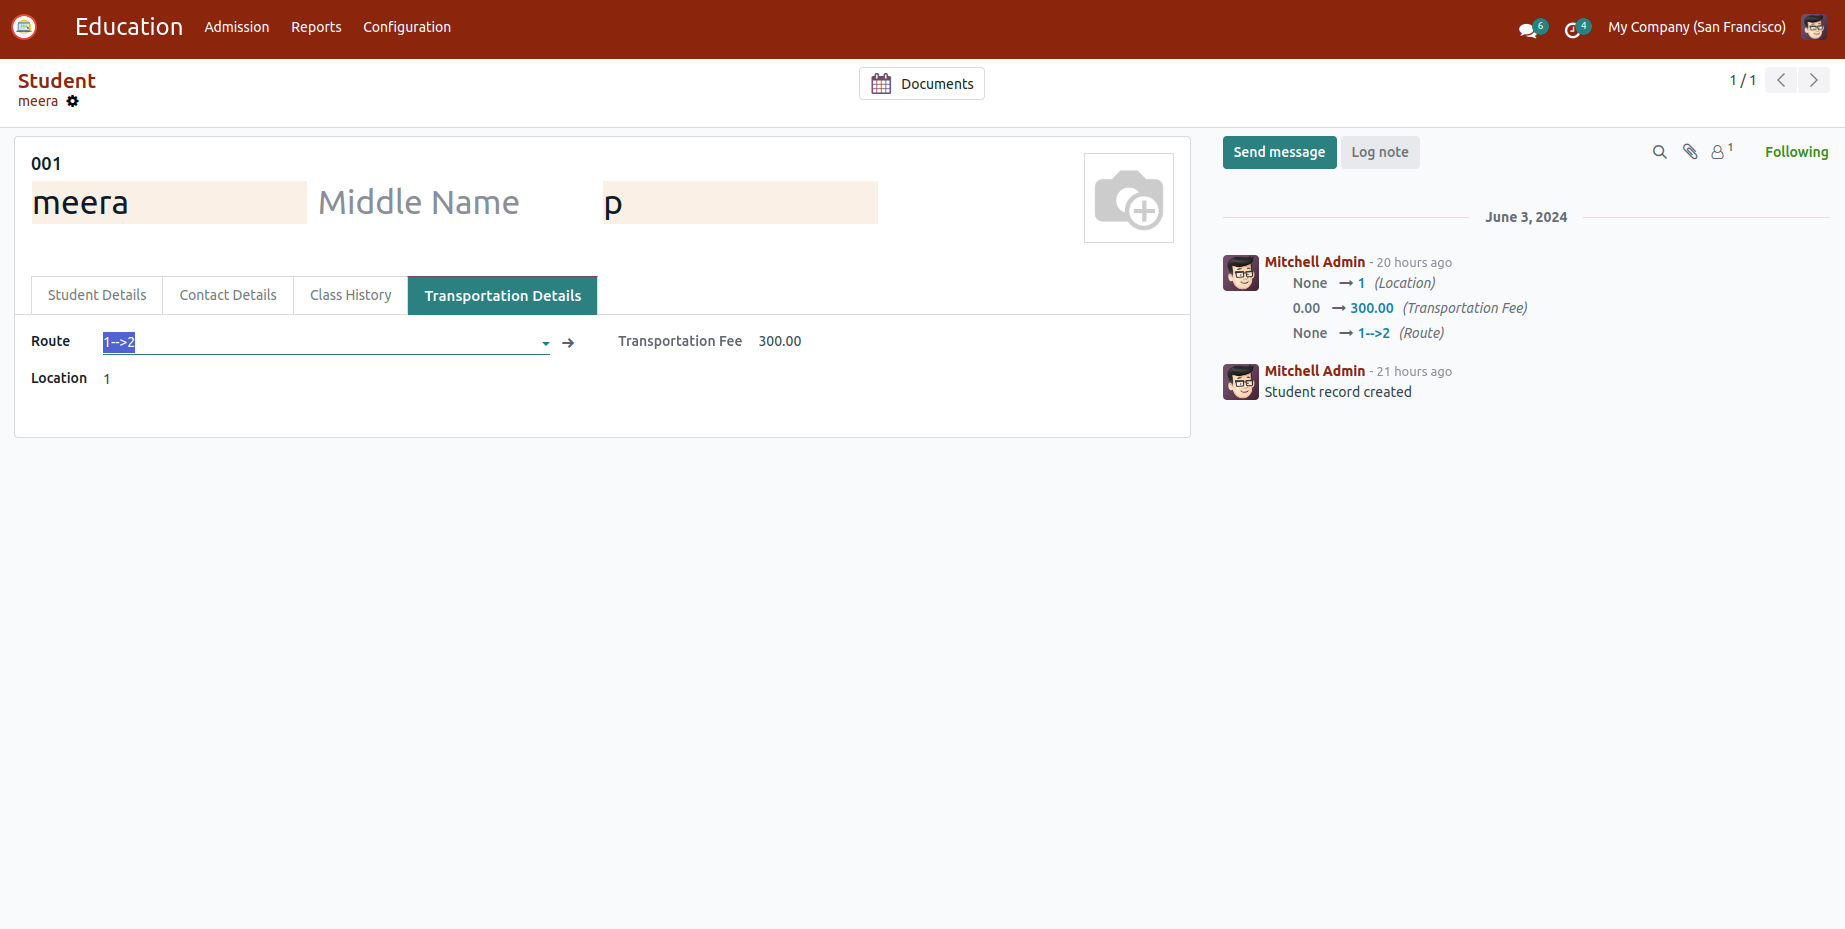 Education Admission Reports Configuration 6 4 My Company (San Francisco)
Student
meera
Documents
1 / 1
001
meera Middle Name p
Student Details Contact Details Class History Transportation Details
Route 1-->2 Transportation Fee 300.00
Location 1
Send message Log note 1 Following
June 3, 2024
Mitchell Admin - 20 hours ago
None → 1 (Location)
0.00 → 300.00 (Transportation Fee)
None → 1-->2 (Route)
Mitchell Admin - 21 hours ago
Student record created